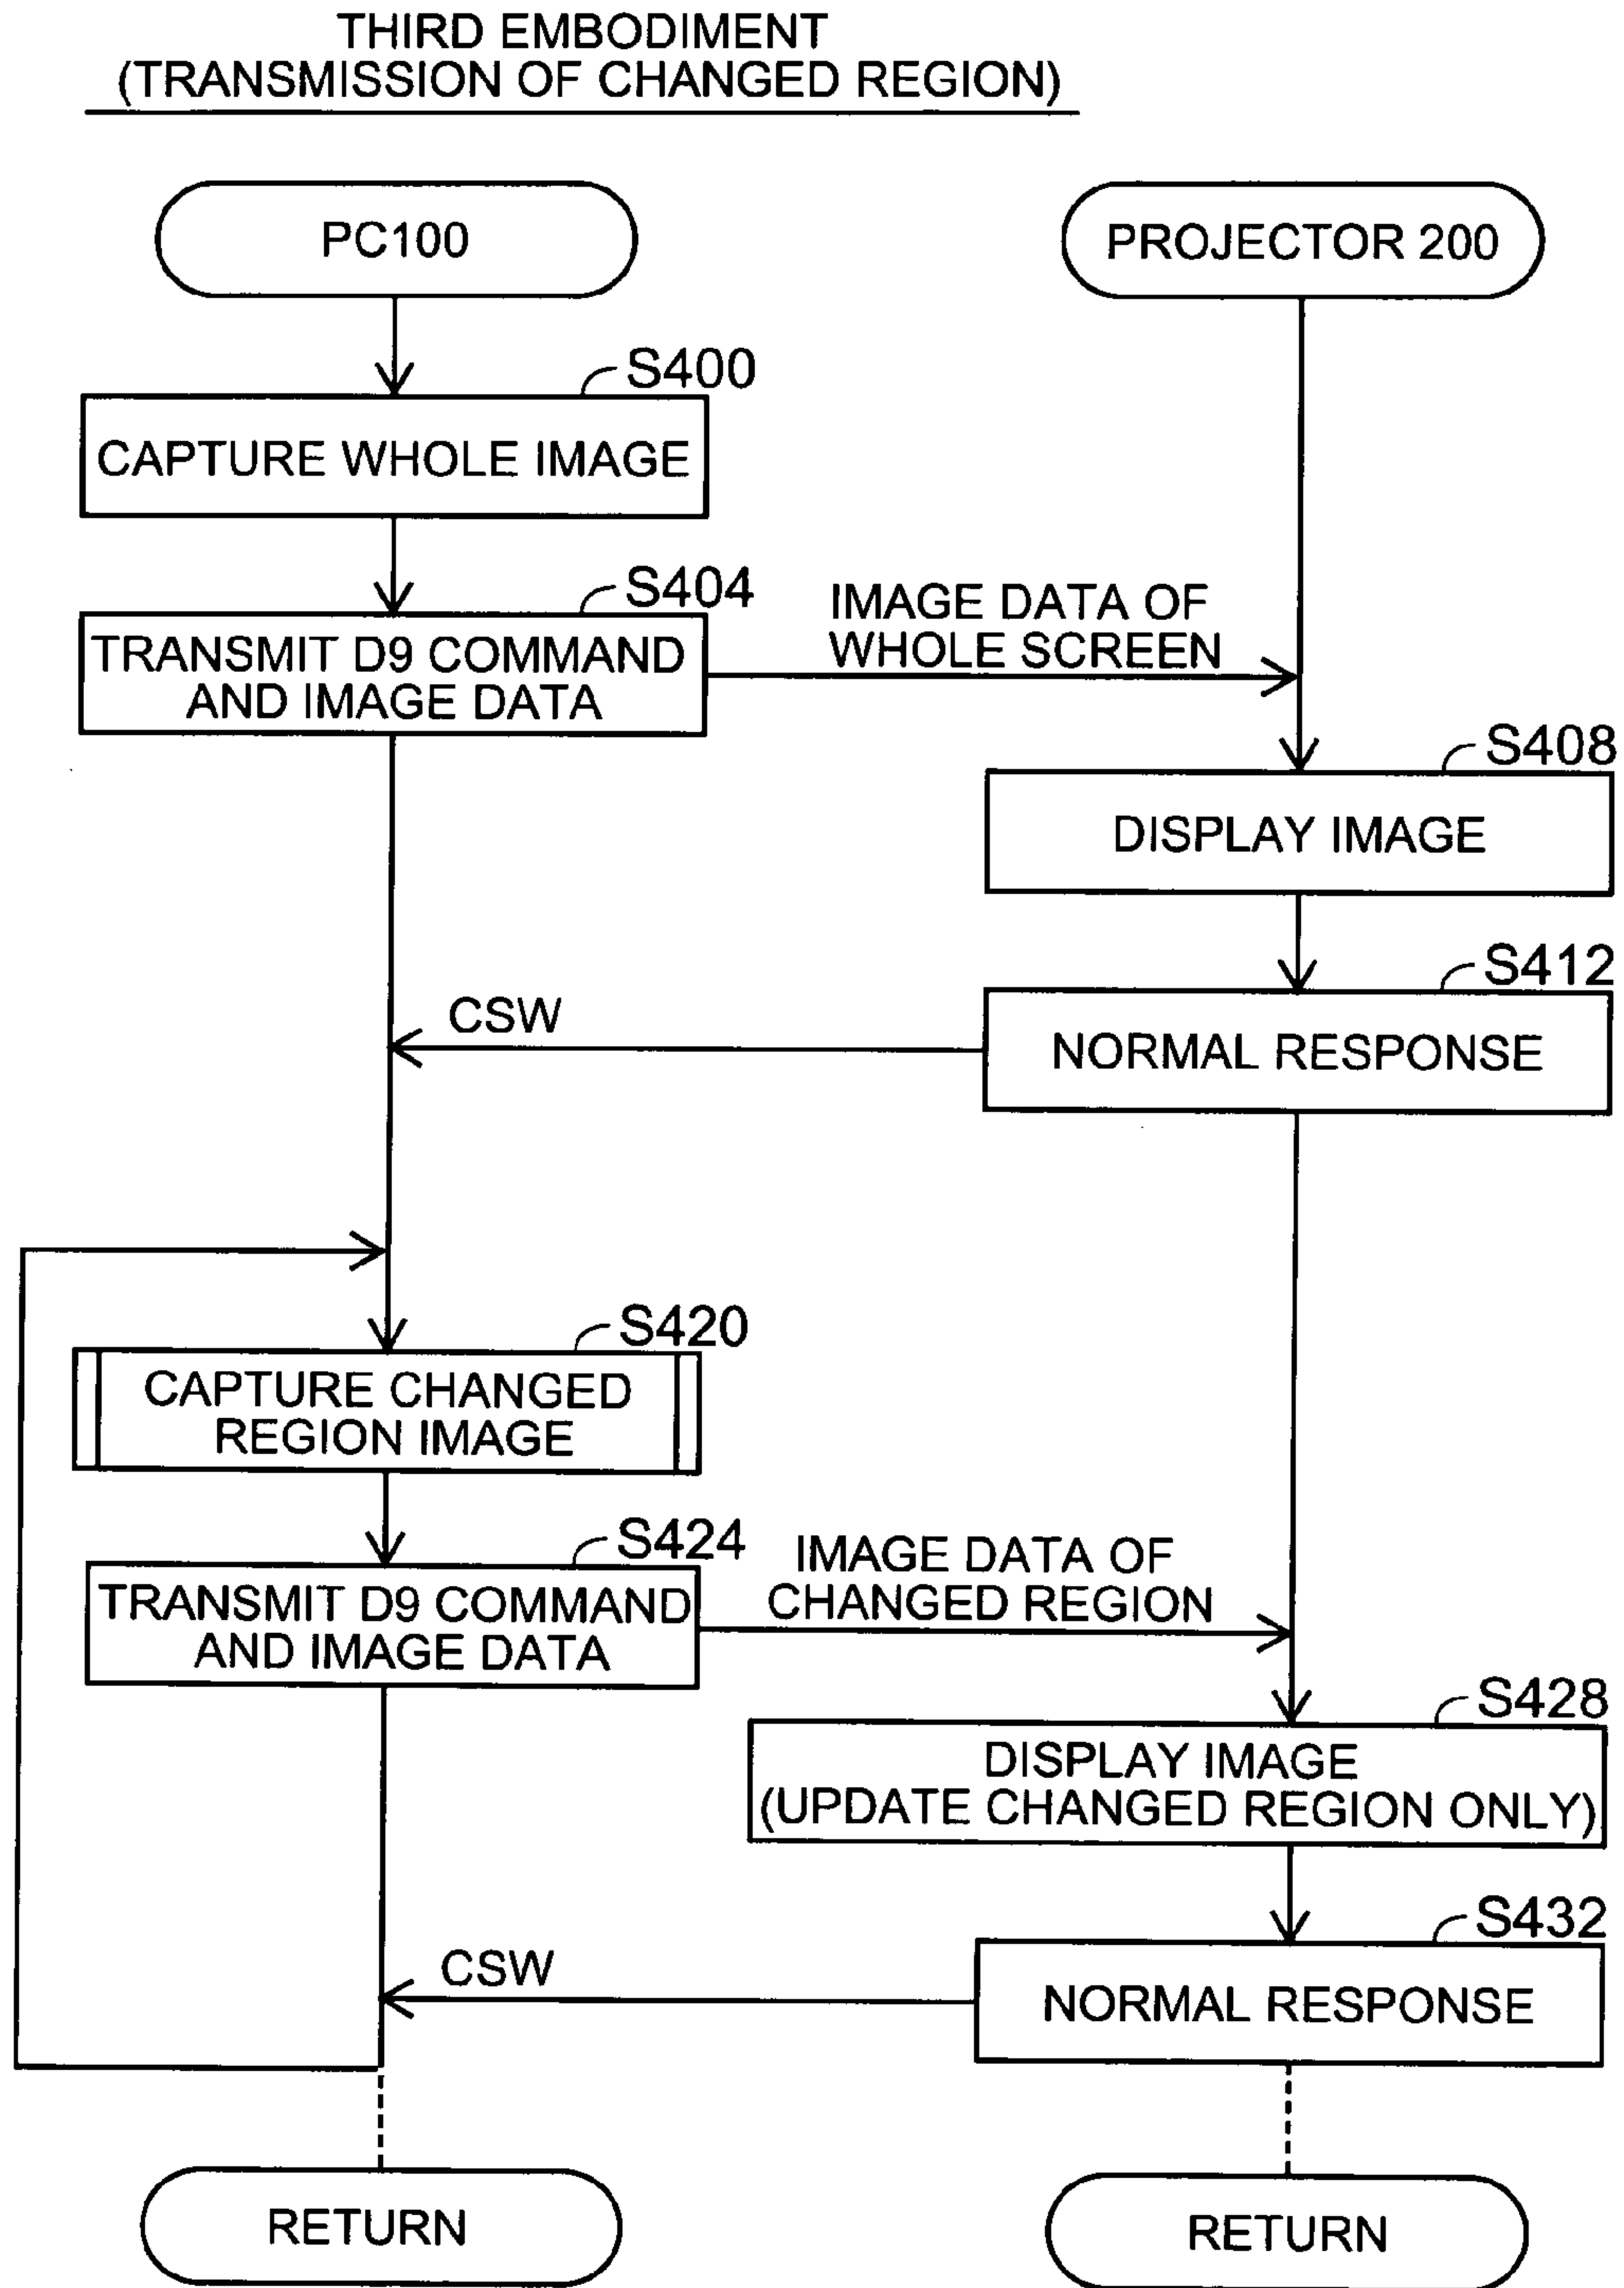 THIRD EMBODIMENT
(TRANSMISSION OF CHANGED REGION)
PC100
PROJECTOR 200
S400
CAPTURE WHOLE IMAGE
S404
TRANSMIT D9 COMMAND
AND IMAGE DATA
IMAGE DATA OF
WHOLE SCREEN
S408
DISPLAY IMAGE
S412
NORMAL RESPONSE
CSW
S420
CAPTURE CHANGED
REGION IMAGE
S424
TRANSMIT D9 COMMAND
AND IMAGE DATA
IMAGE DATA OF
CHANGED REGION
S428
DISPLAY IMAGE
(UPDATE CHANGED REGION ONLY)
S432
NORMAL RESPONSE
CSW
RETURN
RETURN